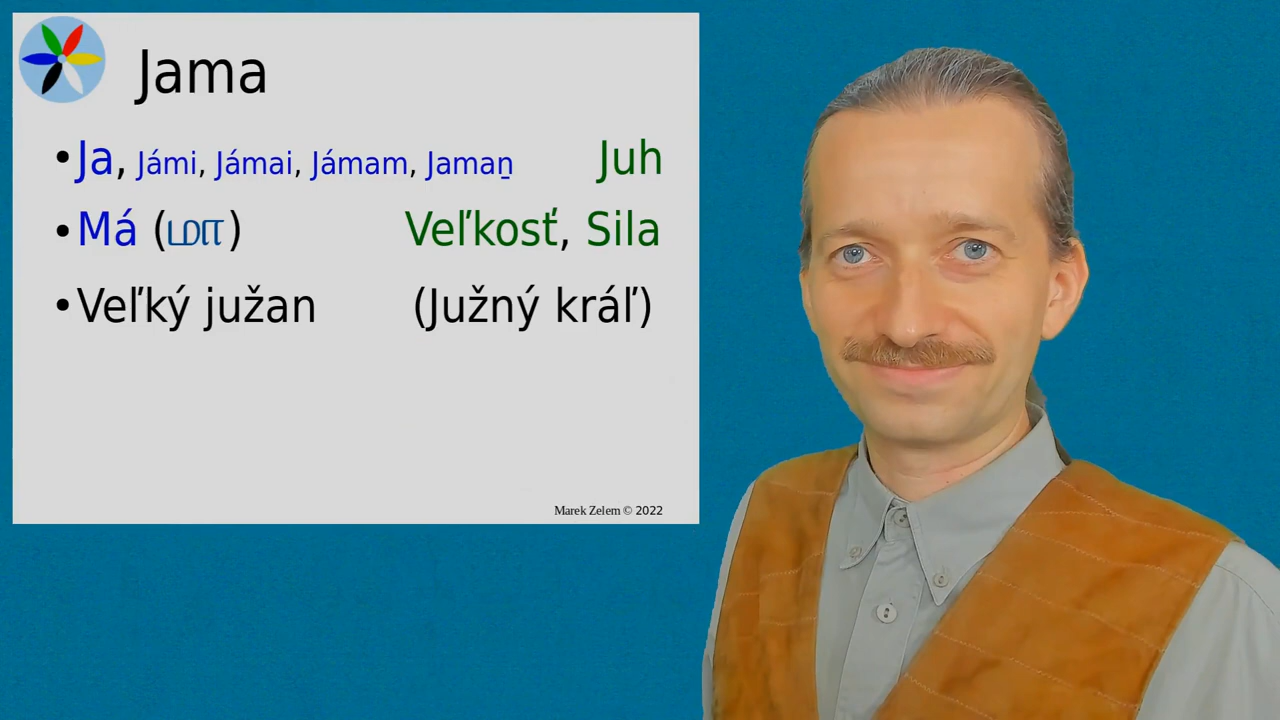 Jama
• Ja, Jámi, Jámai, Jámam, Jamaṉ Juh
• Má (மா) Veľkosť, Sila
• Veľký južan (Južný kráľ)
Marek Zelem © 2022